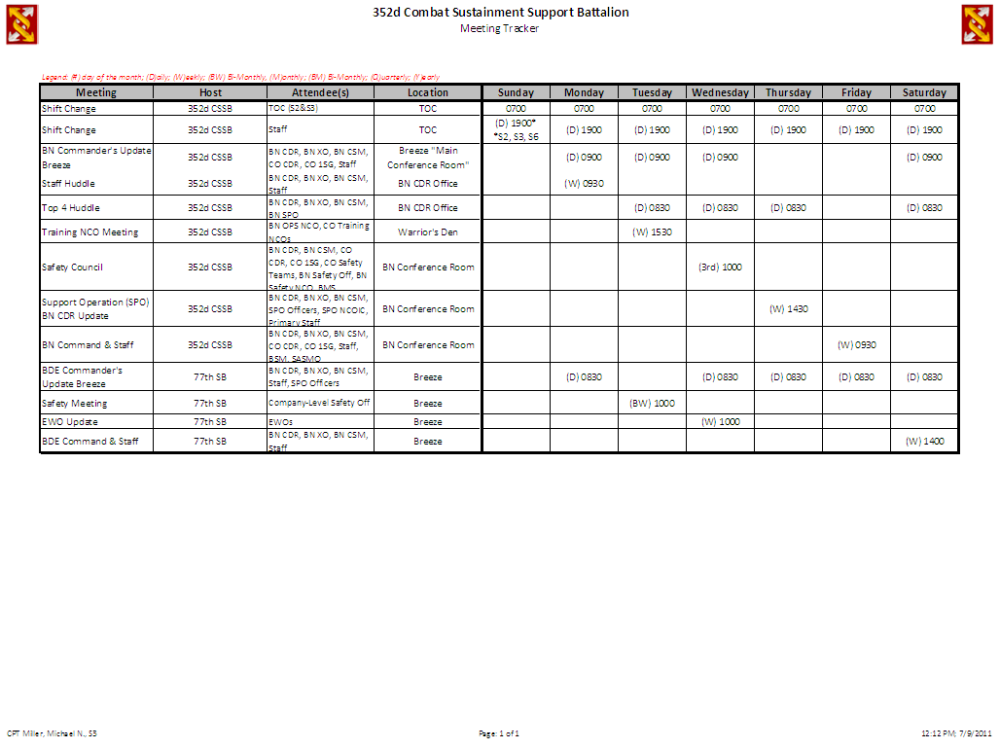 352d Combat Sustainment Support Battalion
Meeting Tracker
Legend: (#) day of the month; (D)aily; (W)eekly; (BW) Bi-Monthly; (M)onthly; (BM) Bi-Monthly; (Q)uarterly; (Y)early
Meeting Host Attendee(s) Location Sunday Monday Tuesday Wednesday Thursday Friday Saturday
Shift Change 352d CSSB TOC (S2&S3) TOC 0700 0700 0700 0700 0700 0700 0700
Shift Change 352d CSSB Staff TOC (D) 1900* *S2, S3, S6 (D) 1900 (D) 1900 (D) 1900 (D) 1900 (D) 1900 (D) 1900
BN Commander's Update Breeze 352d CSSB BN CDR, BN XO, BN CSM, CO CDR, CO 1SG, Staff Breeze "Main Conference Room" (D) 0900 (D) 0900 (D) 0900 (D) 0900
Staff Huddle 352d CSSB BN CDR, BN XO, BN CSM, Staff BN CDR Office (W) 0930
Top 4 Huddle 352d CSSB BN CDR, BN XO, BN CSM, BN SPO BN CDR Office (D) 0830 (D) 0830 (D) 0830 (D) 0830
Training NCO Meeting 352d CSSB BN OPS NCO, CO Training NCOs Warrior's Den (W) 1530
Safety Council 352d CSSB BN CDR, BN CSM, CO CDR, CO 1SG, CO Safety Teams, BN Safety Off, BN Safety NCO, BMS BN Conference Room (3rd) 1000
Support Operation (SPO) BN CDR Update 352d CSSB BN CDR, BN XO, BN CSM, SPO Officers, SPO NCOIC, Primary Staff BN Conference Room (W) 1430
BN Command & Staff 352d CSSB BN CDR, BN XO, BN CSM, CO CDR, CO 1SG, Staff, BSM, SASMO BN Conference Room (W) 0930
BDE Commander's Update Breeze 77th SB BN CDR, BN XO, BN CSM, Staff, SPO Officers Breeze (D) 0830 (D) 0830 (D) 0830 (D) 0830 (D) 0830
Safety Meeting 77th SB Company-Level Safety Off Breeze (BW) 1000
EWO Update 77th SB EWOs Breeze (W) 1000
BDE Command & Staff 77th SB BN CDR, BN XO, BN CSM, Staff Breeze (W) 1400
CPT Miller, Michael N., S3 Page: 1 of 1 12:12 PM; 7/9/2011